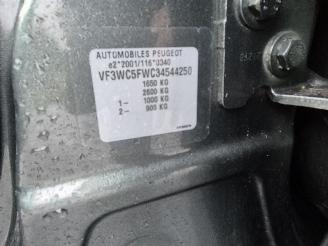 AUTOMOBILES PEUGEOT
e2*2001/116*0340
VF3WC5FWC34544250
1650 KG
2600 KG
1- 1000 KG
2- 905 KG